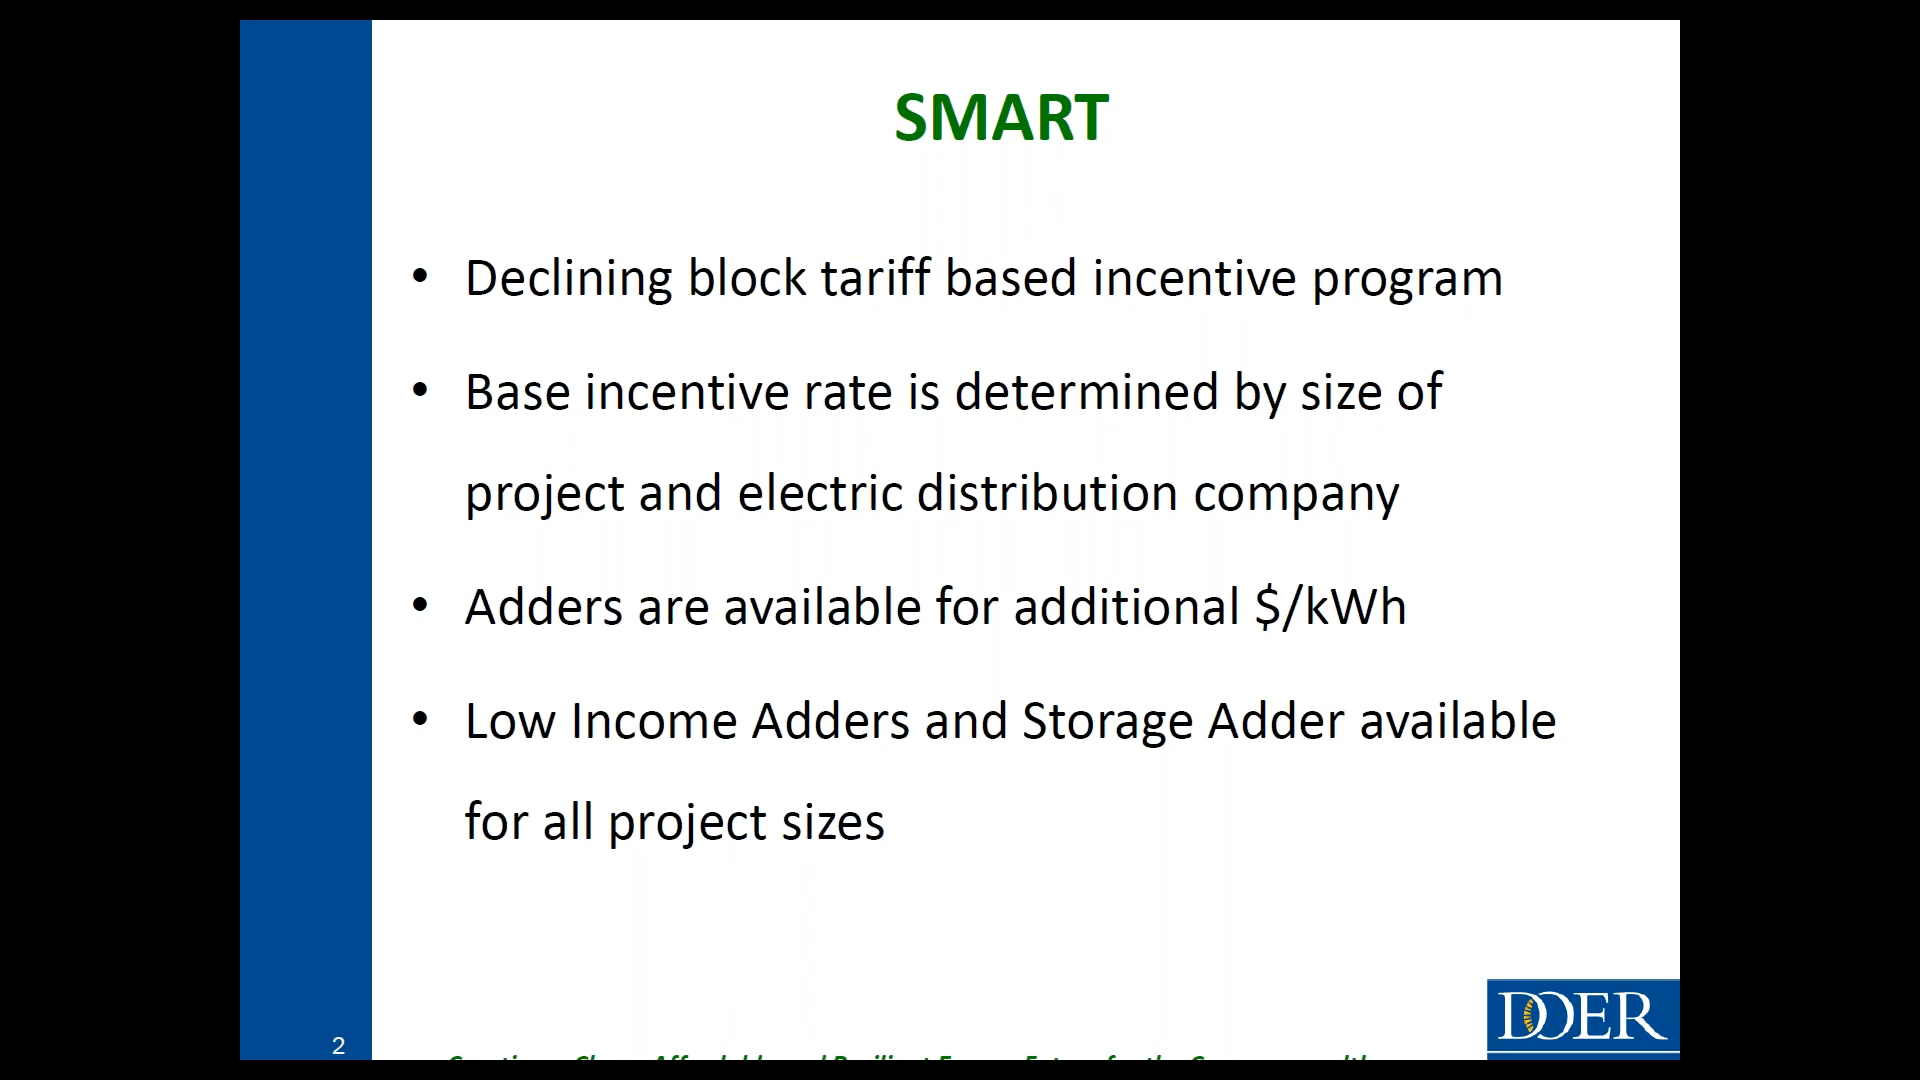 SMART
• Declining block tariff based incentive program
• Base incentive rate is determined by size of
project and electric distribution company
• Adders are available for additional $/kWh
• Low Income Adders and Storage Adder available
for all project sizes
2
DOER